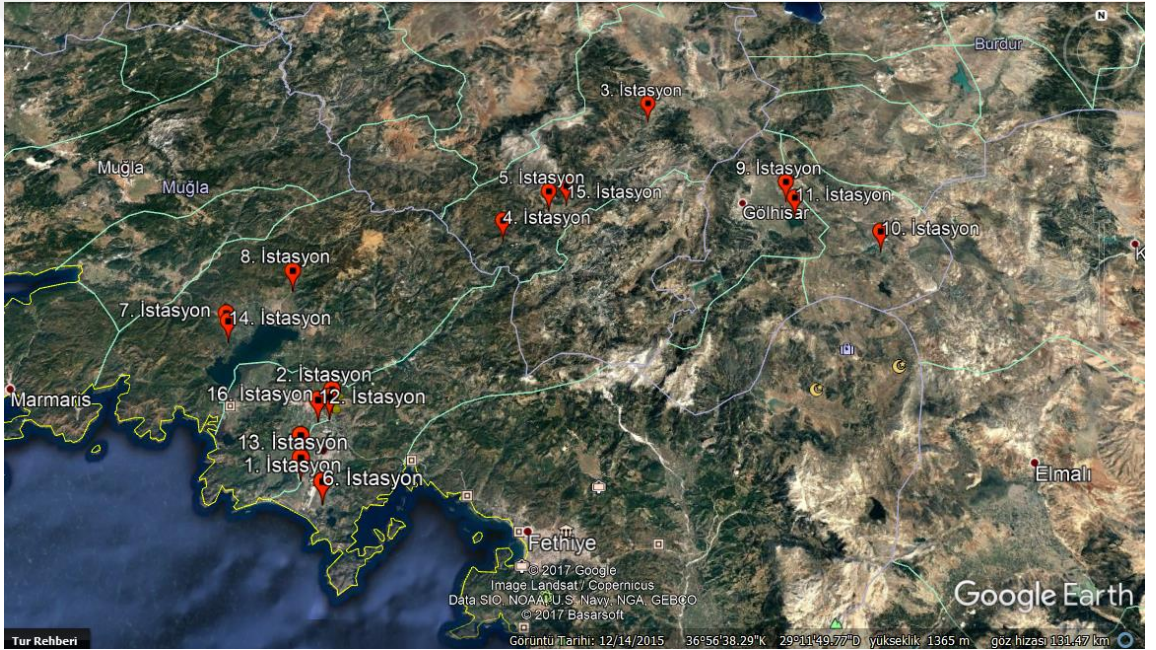 N
Burdur
3. İstasyon
Muğla
Muğla
9. İstasyon
5. İstasyon
15. İstasyon
11. İstasyon
Gölhisar
4. İstasyon
10. İstasyon
K
8. İstasyon
7. İstasyon
14. İstasyon
2. İstasyon
Marmaris
16. İstasyon
12. İstasyon
13. İstasyon
1. İstasyon
6. İstasyon
Elmalı
Fethiye
© 2017 Google
Image Landsat / Copernicus
Data SIO, NOAA, U.S. Navy, NGA, GEBCO
© 2017 Basarsoft
Google Earth
Tur Rehberi
Görüntü Tarihi: 12/14/2015 36°56'38.29"K 29°11'49.77"D yükseklik 1365 m göz hizası 131.47 km